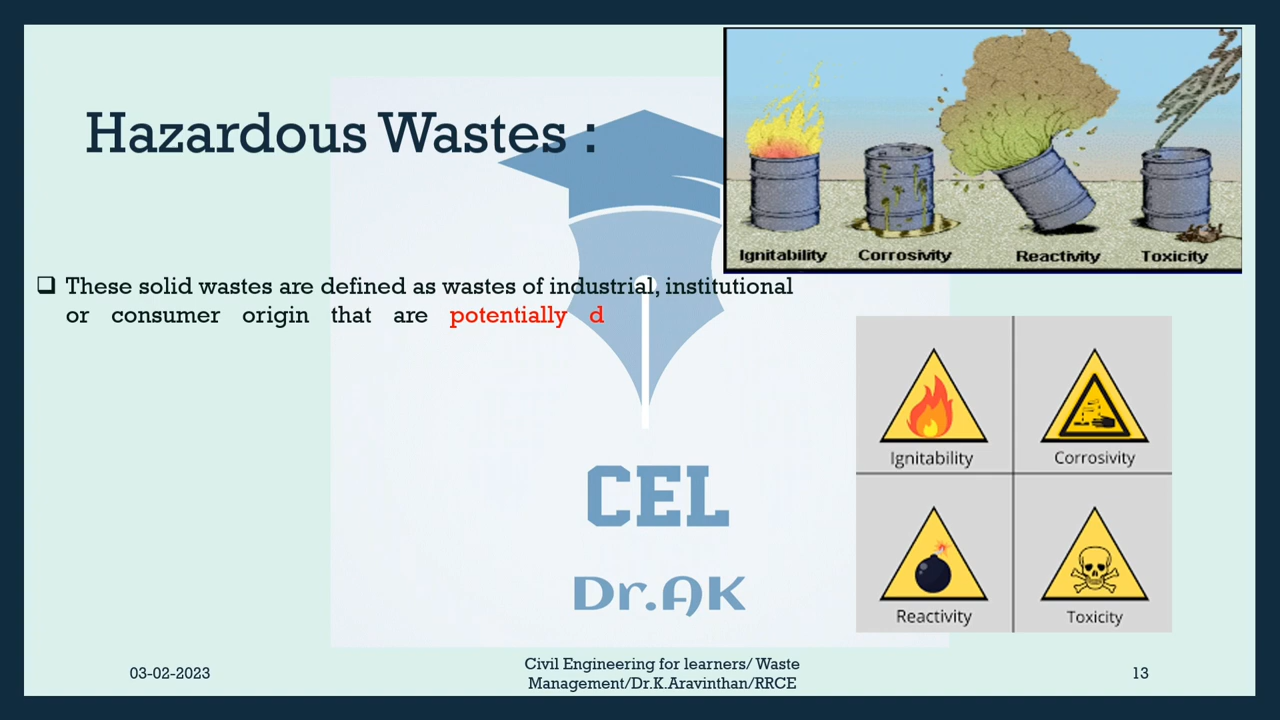 Hazardous Wastes :
Ignitability Corrosivity Reactivity Toxicity
❑ These solid wastes are defined as wastes of industrial, institutional
or consumer origin that are potentially d
Ignitability Corrosivity
Reactivity Toxicity
CEL
Dr.AK
03-02-2023
Civil Engineering for learners/ Waste
Management/Dr.K.Aravinthan/RRCE
13